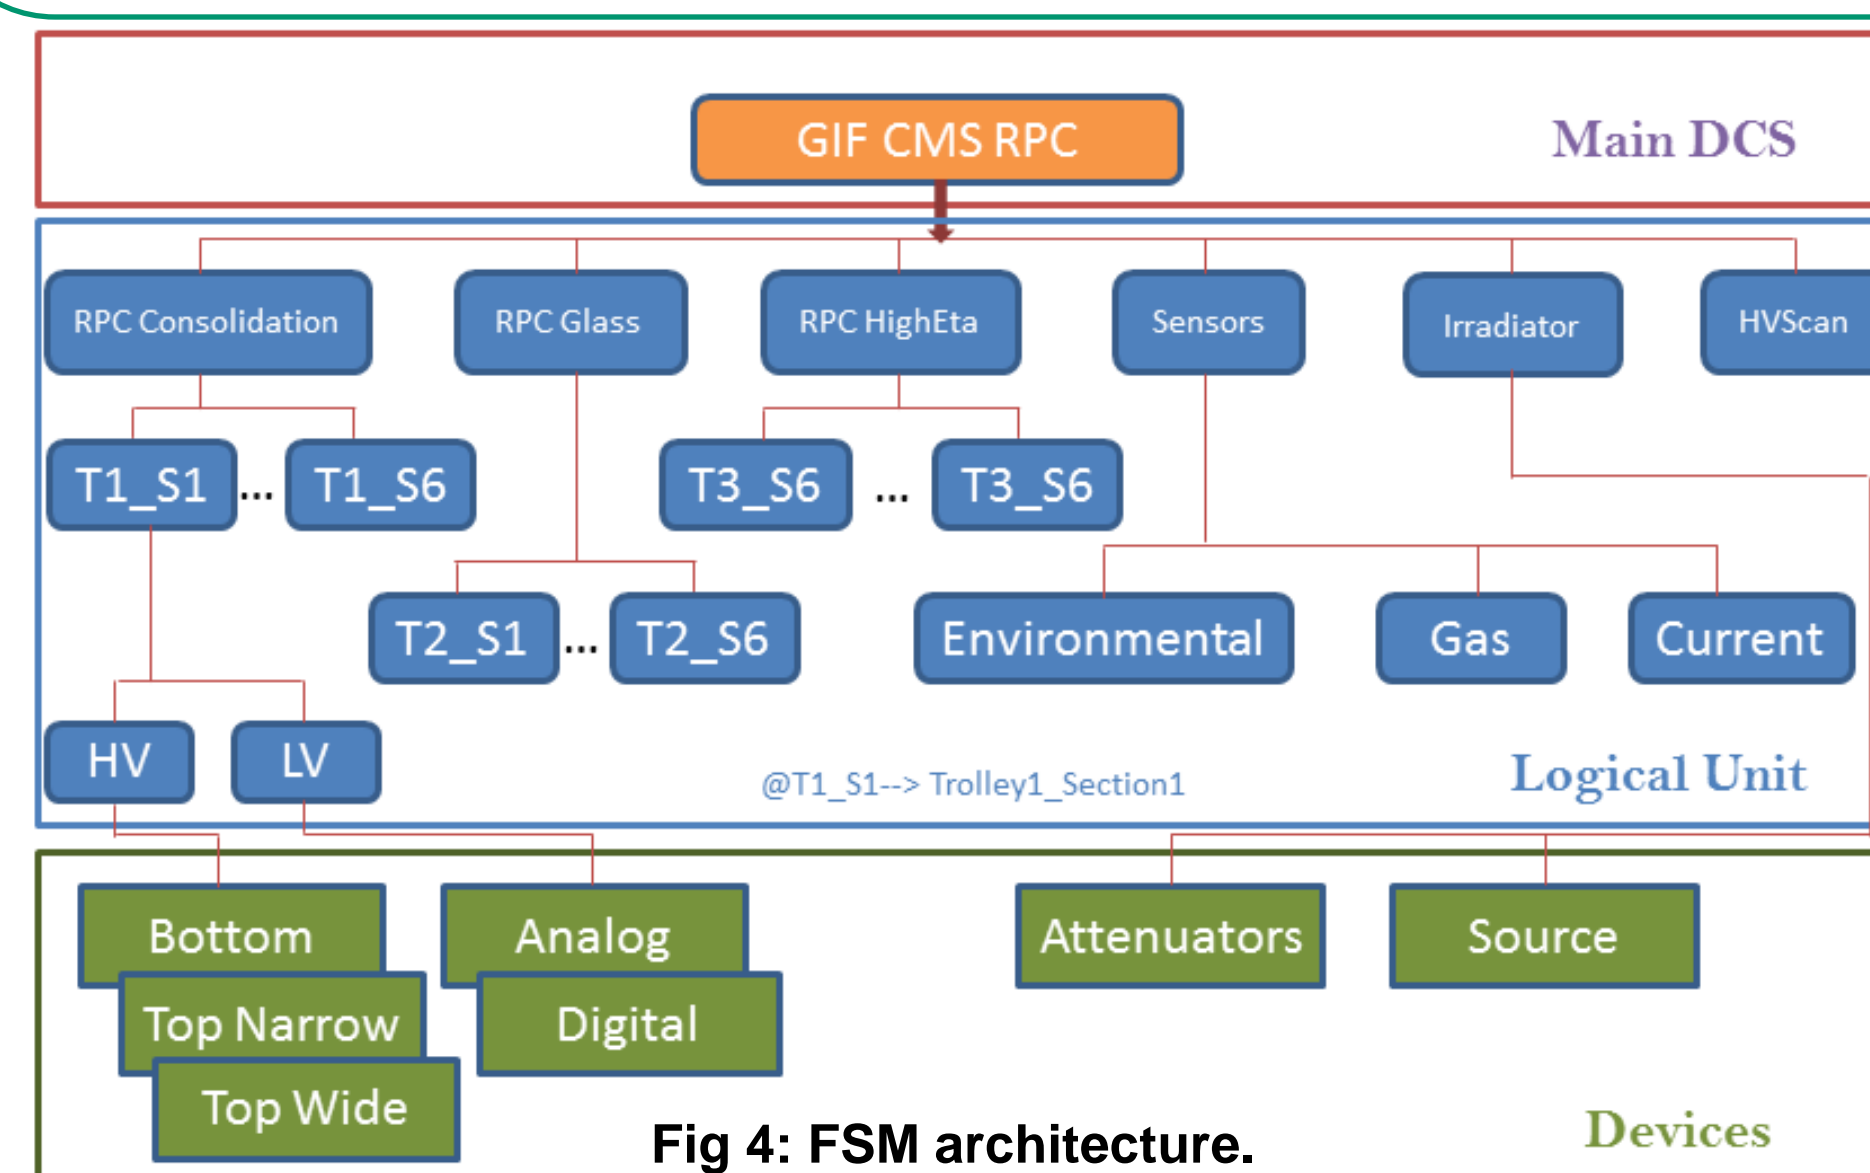 GIF CMS RPC
Main DCS
RPC Consolidation
RPC Glass
RPC HighEta
Sensors
Irradiator
HVScan
T1_S1 ... T1_S6
T3_S6 ... T3_S6
T2_S1 ... T2_S6
Environmental
Gas
Current
HV
LV
@T1_S1--> Trolley1_Section1
Logical Unit
Bottom
Analog
Attenuators
Source
Top Narrow
Digital
Top Wide
Devices
Fig 4: FSM architecture.